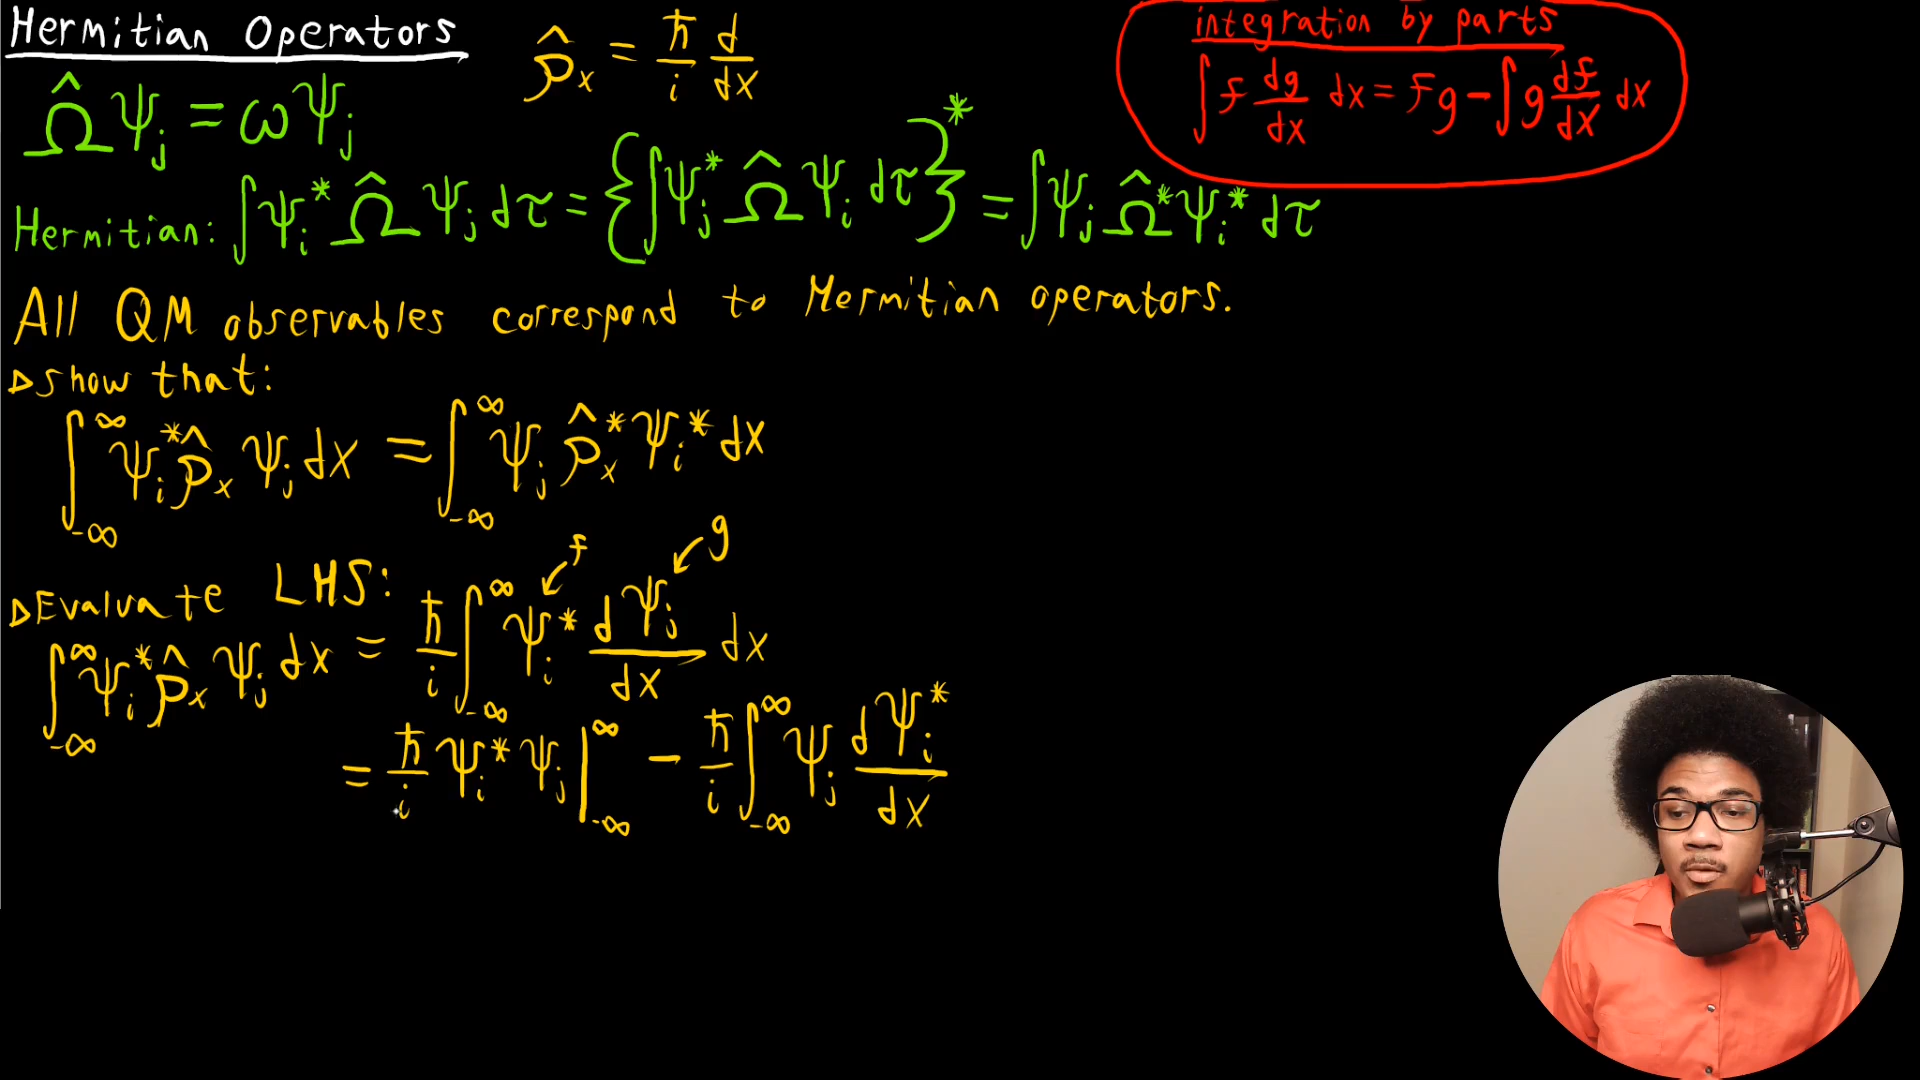 Hermitian Operators
p̂ₓ = ħ/i d/dx
integration by parts
∫ f dg/dx dx = fg - ∫ g df/dx dx
Ω̂ Ψj = ω Ψj
Hermitian: ∫ Ψi* Ω̂ Ψj dτ = {∫ Ψj* Ω̂ Ψi dτ}* = ∫ Ψj Ω̂* Ψi* dτ
All QM observables correspond to Hermitian operators.
▷ show that:
∫_-∞^∞ Ψi* p̂ₓ Ψj dx = ∫_-∞^∞ Ψj p̂ₓ* Ψi* dx
▷ Evaluate LHS:
f
g
∫_-∞^∞ Ψi* p̂ₓ Ψj dx = ħ/i ∫_-∞^∞ Ψi* dΨj/dx dx
= ħ/i Ψi* Ψj |_-∞^∞ - ħ/i ∫_-∞^∞ Ψj dΨi*/dx